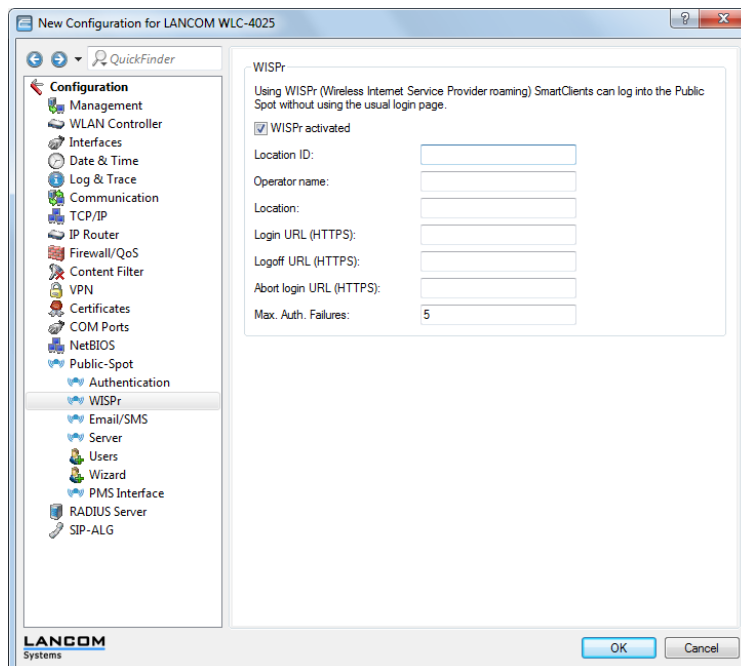 New Configuration for LANCOM WLC-4025
?
QuickFinder
Configuration
Management
WLAN Controller
Interfaces
Date & Time
Log & Trace
Communication
TCP/IP
IP Router
Firewall/QoS
Content Filter
VPN
Certificates
COM Ports
NetBIOS
Public-Spot
Authentication
WISPr
Email/SMS
Server
Users
Wizard
PMS Interface
RADIUS Server
SIP-ALG
WISPr
Using WISPr (Wireless Internet Service Provider roaming) SmartClients can log into the Public
Spot without using the usual login page.
WISPr activated
Location ID:
Operator name:
Location:
Login URL (HTTPS):
Logoff URL (HTTPS):
Abort login URL (HTTPS):
Max. Auth. Failures: 5
LANCOM
Systems
OK
Cancel